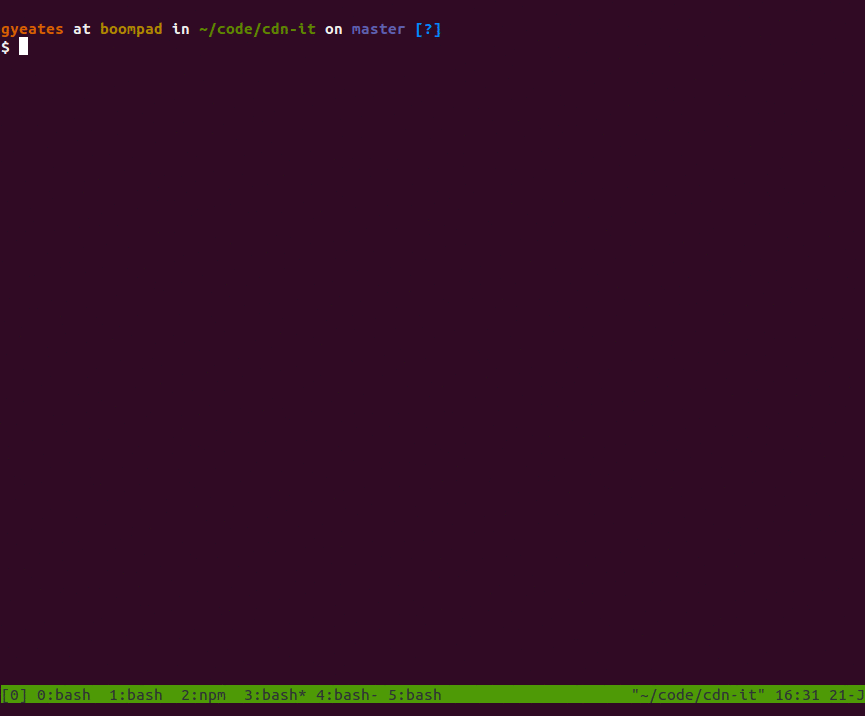 gyeates at boompad in ~/code/cdn-it on master [?]
$
[0] 0:bash  1:bash  2:npm  3:bash* 4:bash- 5:bash "~/code/cdn-it" 16:31 21-J